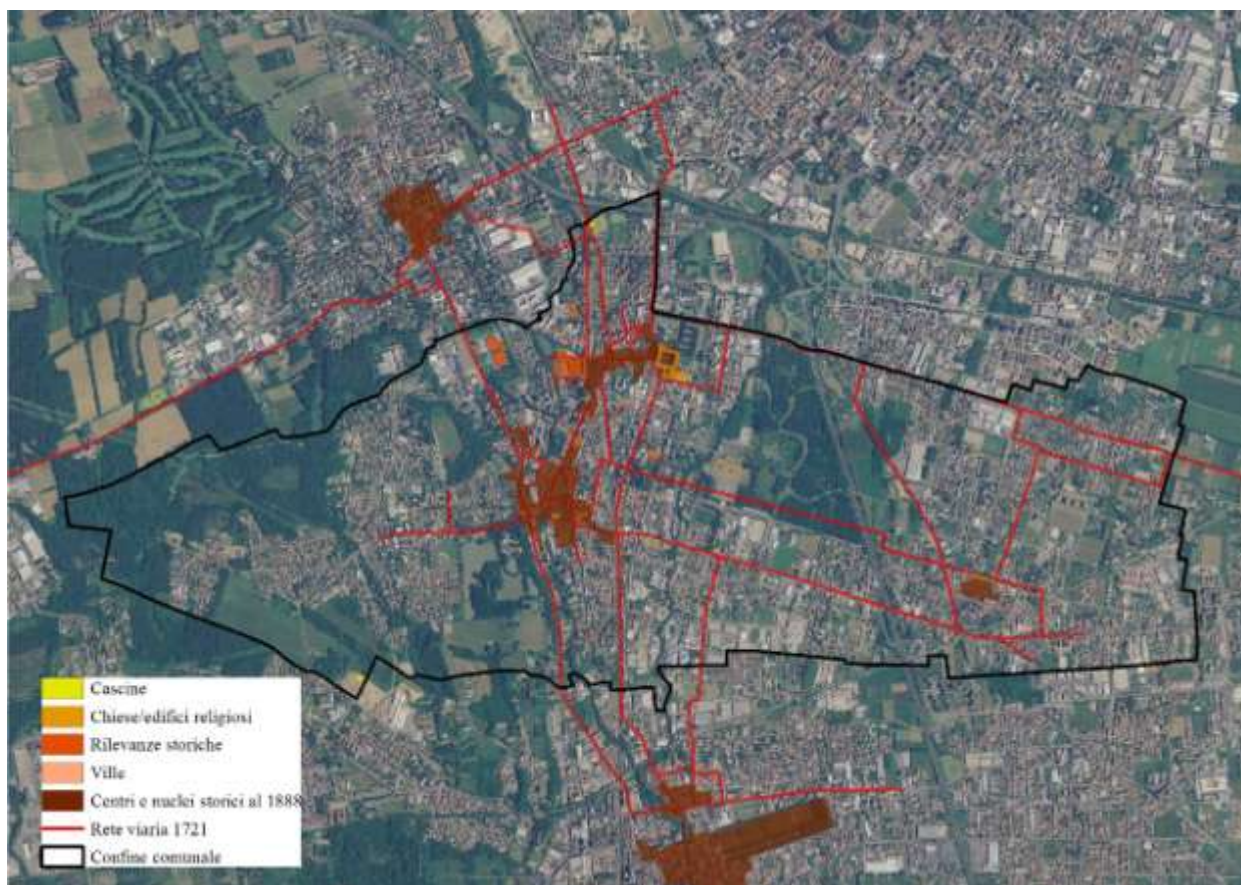 Cascine
Chiese/edifici religiosi
Rilevanze storiche
Ville
Centri e nuclei storici al 1888
Rete viaria 1721
Confine comunale